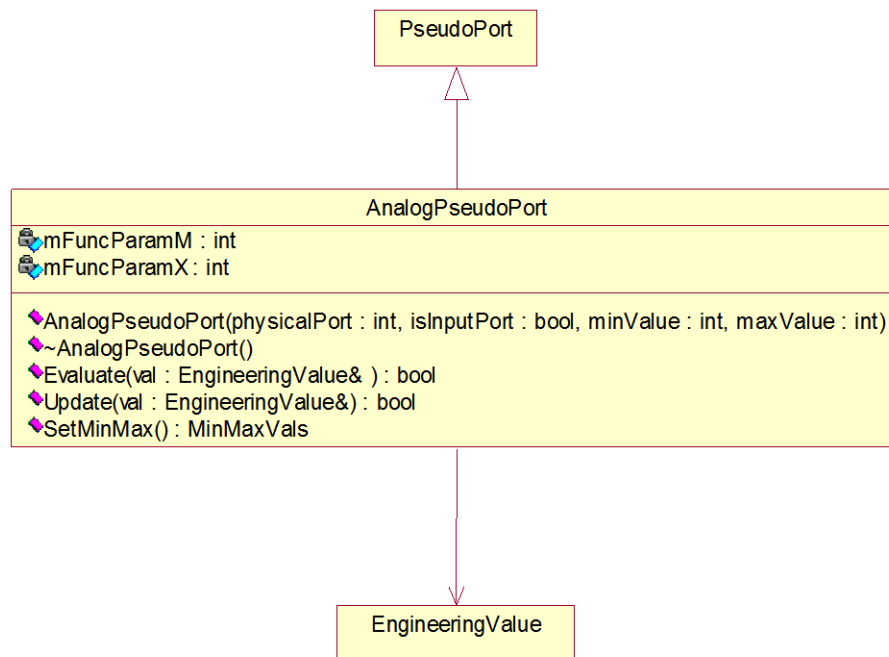 PseudoPort
AnalogPseudoPort
mFuncParamM : int
mFuncParamX : int
AnalogPseudoPort(physicalPort : int, isInputPort : bool, minValue : int, maxValue : int)
~AnalogPseudoPort()
Evaluate(val : EngineeringValue& ) : bool
Update(val : EngineeringValue&) : bool
SetMinMax() : MinMaxVals
EngineeringValue